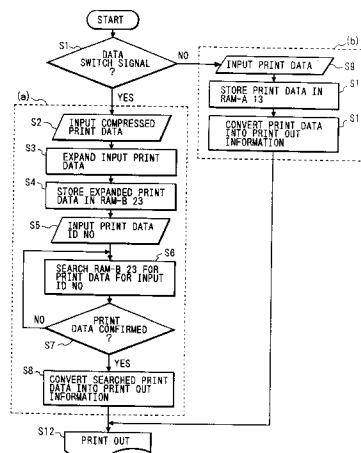 START
S1
DATA
SWITCH SIGNAL
?
NO
YES
(a)
S2
INPUT COMPRESSED
PRINT DATA
S3
EXPAND INPUT PRINT
DATA
S4
STORE EXPANDED PRINT
DATA IN RAM-B 23
S5
INPUT PRINT DATA
ID NO
S6
SEARCH RAM-B 23 FOR
PRINT DATA FOR INPUT
ID NO
NO
PRINT
DATA CONFIRMED
?
S7
YES
S8
CONVERT SEARCHED PRINT
DATA INTO PRINT OUT
INFORMATION
S12
PRINT OUT
(b)
INPUT PRINT DATA
S9
STORE PRINT DATA IN
RAM-A 13
S1
CONVERT PRINT DATA
INTO PRINT OUT
INFORMATION
S1